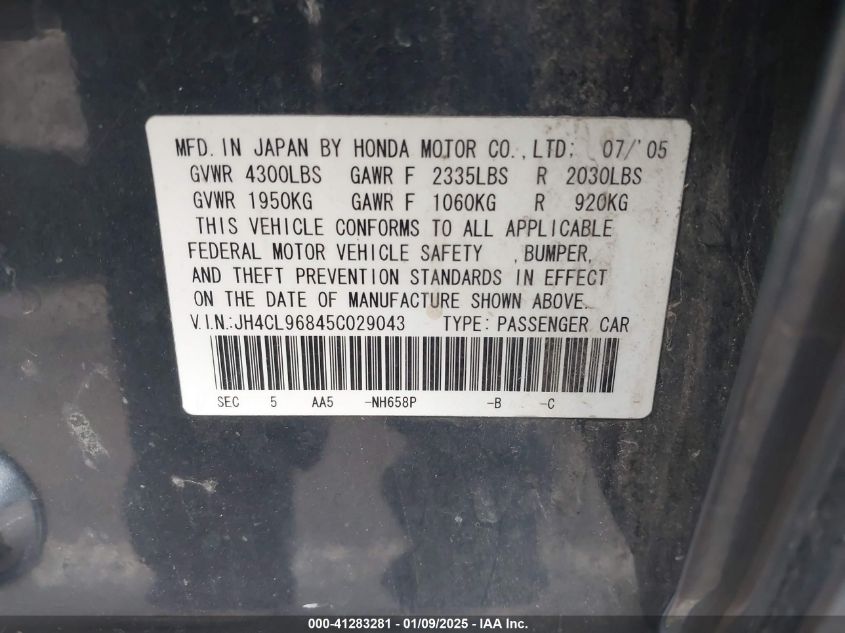 MFD. IN JAPAN BY HONDA MOTOR CO., LTD; 07/'05
GVWR 4300LBS GAWR F 2335LBS R 2030LBS
GVWR 1950KG GAWR F 1060KG R 920KG
THIS VEHICLE CONFORMS TO ALL APPLICABLE
FEDERAL MOTOR VEHICLE SAFETY , BUMPER,
AND THEFT PREVENTION STANDARDS IN EFFECT
ON THE DATE OF MANUFACTURE SHOWN ABOVE.
V.I.N.:JH4CL96845C029043 TYPE: PASSENGER CAR
SEC 5 AA5 -NH658P -B -C
000-41283281 - 01/09/2025 - IAA Inc.